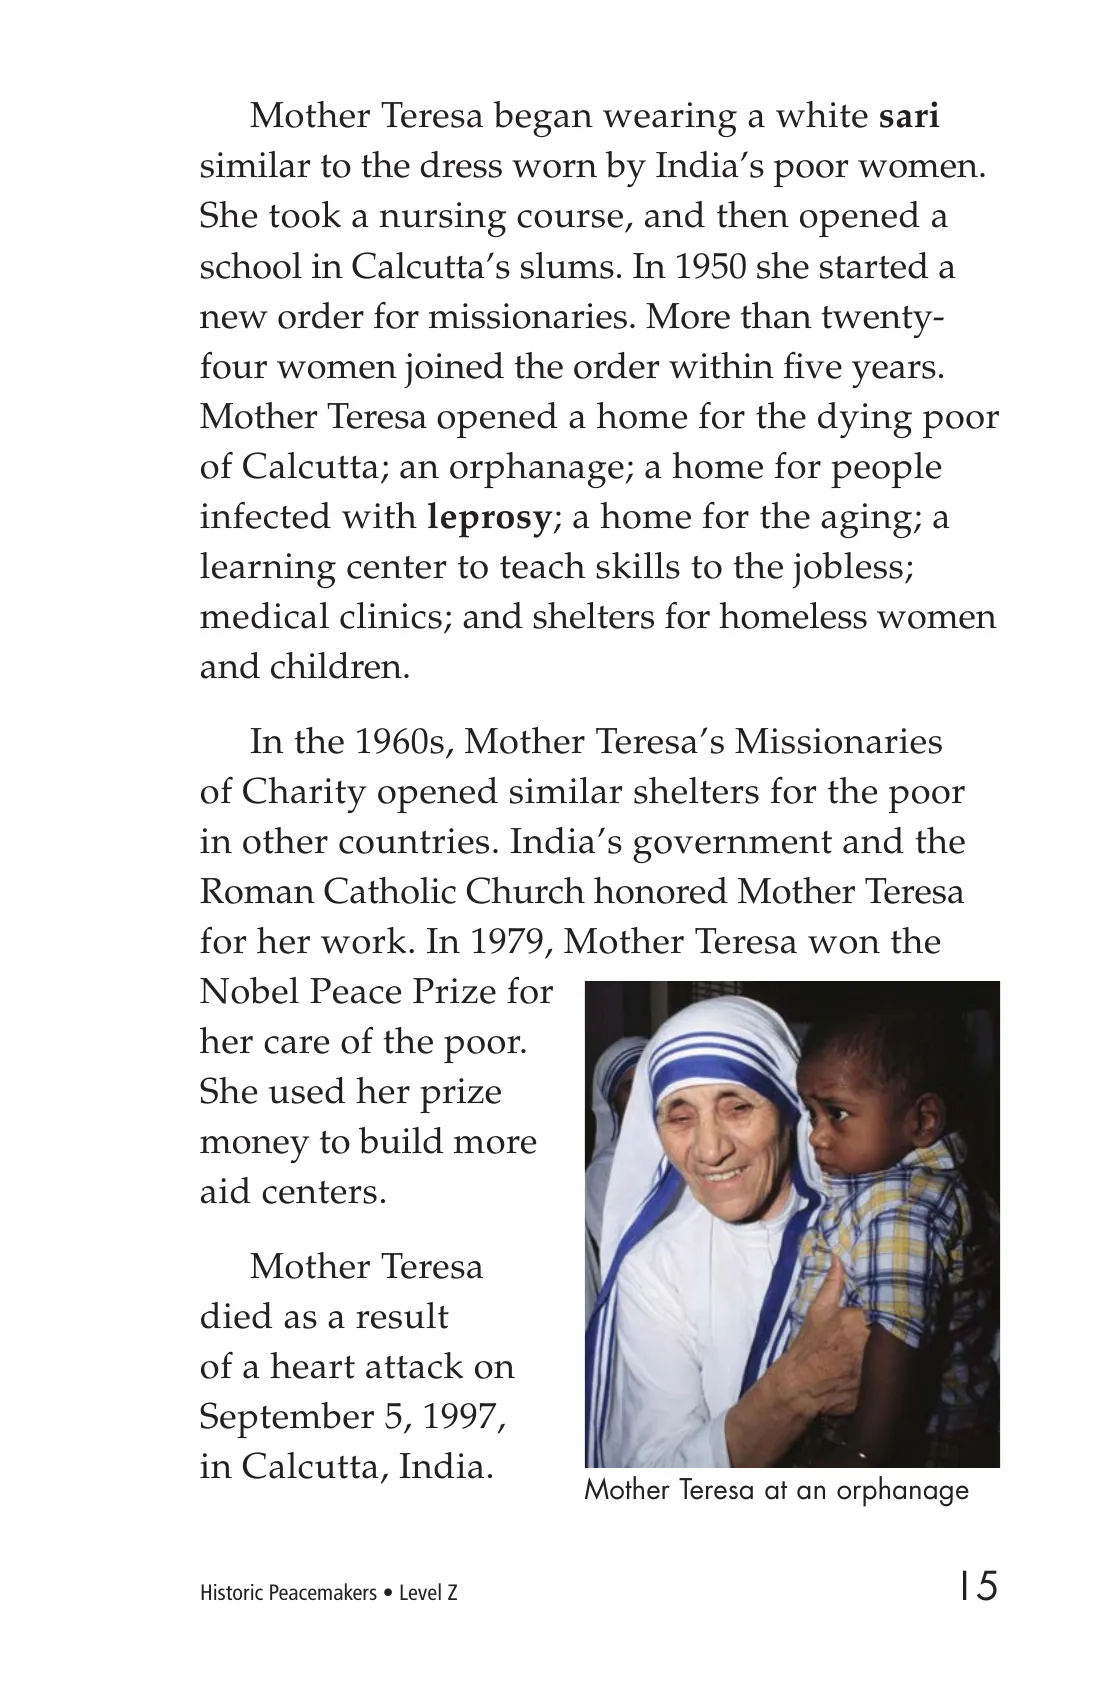 Mother Teresa began wearing a white sari
similar to the dress worn by India's poor women.
She took a nursing course, and then opened a
school in Calcutta's slums. In 1950 she started a
new order for missionaries. More than twenty-
four women joined the order within five years.
Mother Teresa opened a home for the dying poor
of Calcutta; an orphanage; a home for people
infected with leprosy; a home for the aging; a
learning center to teach skills to the jobless;
medical clinics; and shelters for homeless women
and children.
In the 1960s, Mother Teresa's Missionaries
of Charity opened similar shelters for the poor
in other countries. India's government and the
Roman Catholic Church honored Mother Teresa
for her work. In 1979, Mother Teresa won the
Nobel Peace Prize for
her care of the poor.
She used her prize
money to build more
aid centers.
Mother Teresa
died as a result
of a heart attack on
September 5, 1997,
in Calcutta, India.
Mother Teresa at an orphanage
Historic Peacemakers • Level Z
15